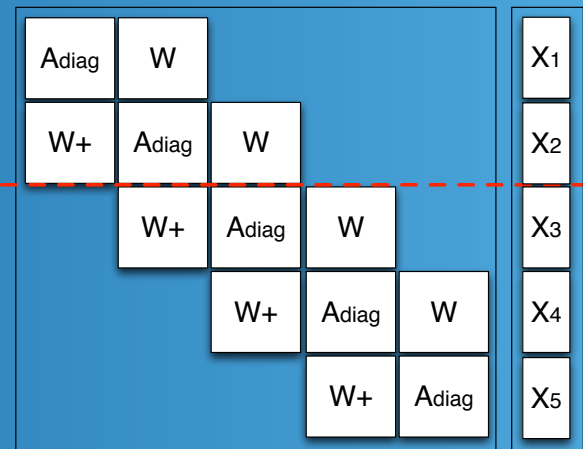 Adiag W X1
W+ Adiag W X2
W+ Adiag W X3
W+ Adiag W X4
W+ Adiag X5